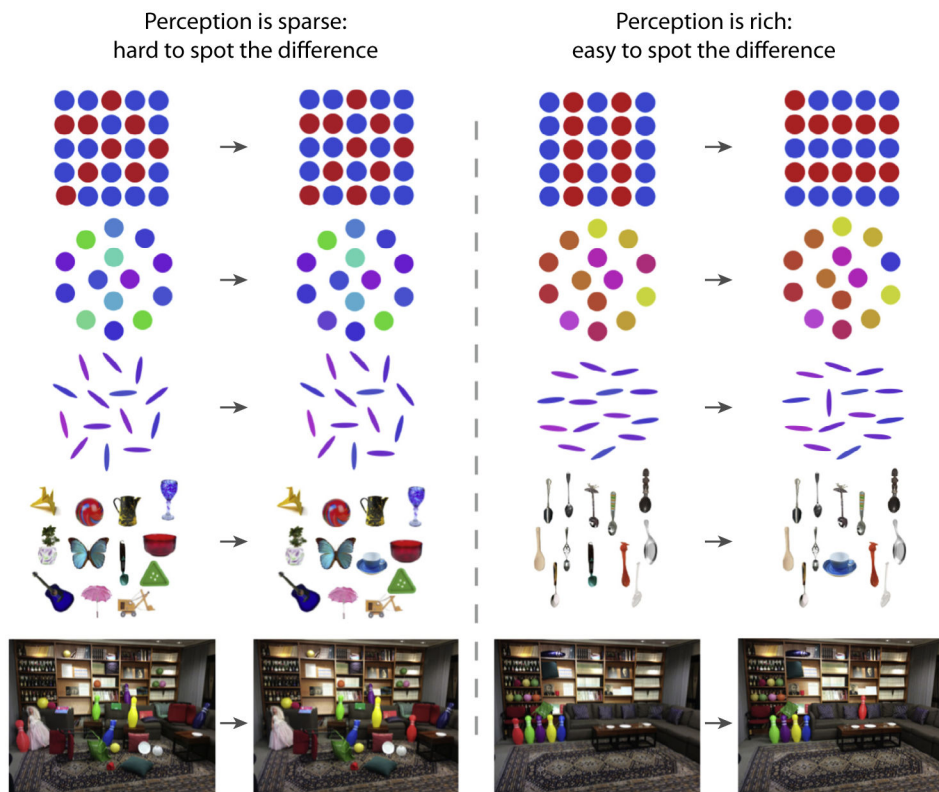 Perception is sparse:
hard to spot the difference
Perception is rich:
easy to spot the difference